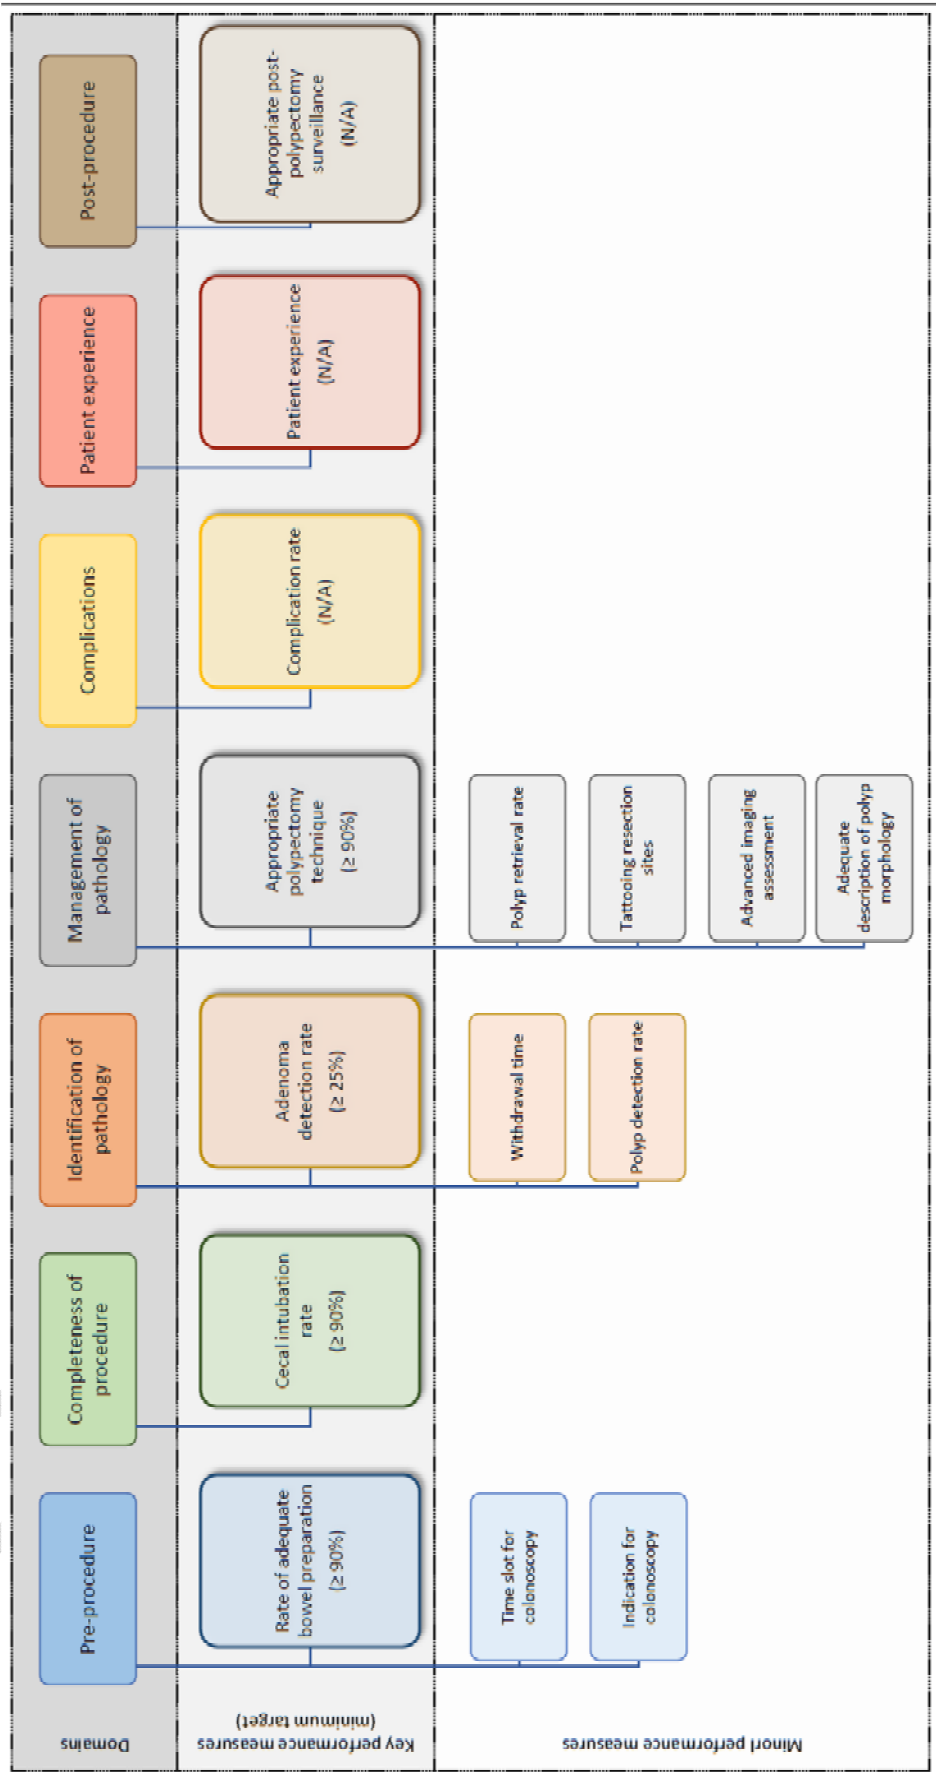 Domains
Pre-procedure
Completeness of
procedure
Identification of
pathology
Management of
pathology
Complications
Patient experience
Post-procedure
Key performance measures
(minimum target)
Rate of adequate
bowel preparation
(≥ 90%)
Cecal intubation
rate
(≥ 90%)
Adenoma
detection rate
(≥ 25%)
Appropriate
polypectomy
technique
(≥ 90%)
Complication rate
(N/A)
Patient experience
(N/A)
Appropriate post-
polypectomy
surveillance
(N/A)
Minorl performance measures
Time slot for
colonoscopy
Indication for
colonoscopy
Withdrawal time
Polyp detection rate
Polyp retrieval rate
Tattooing resection
sites
Advanced imaging
assessment
Adequate
description of polyp
morphology